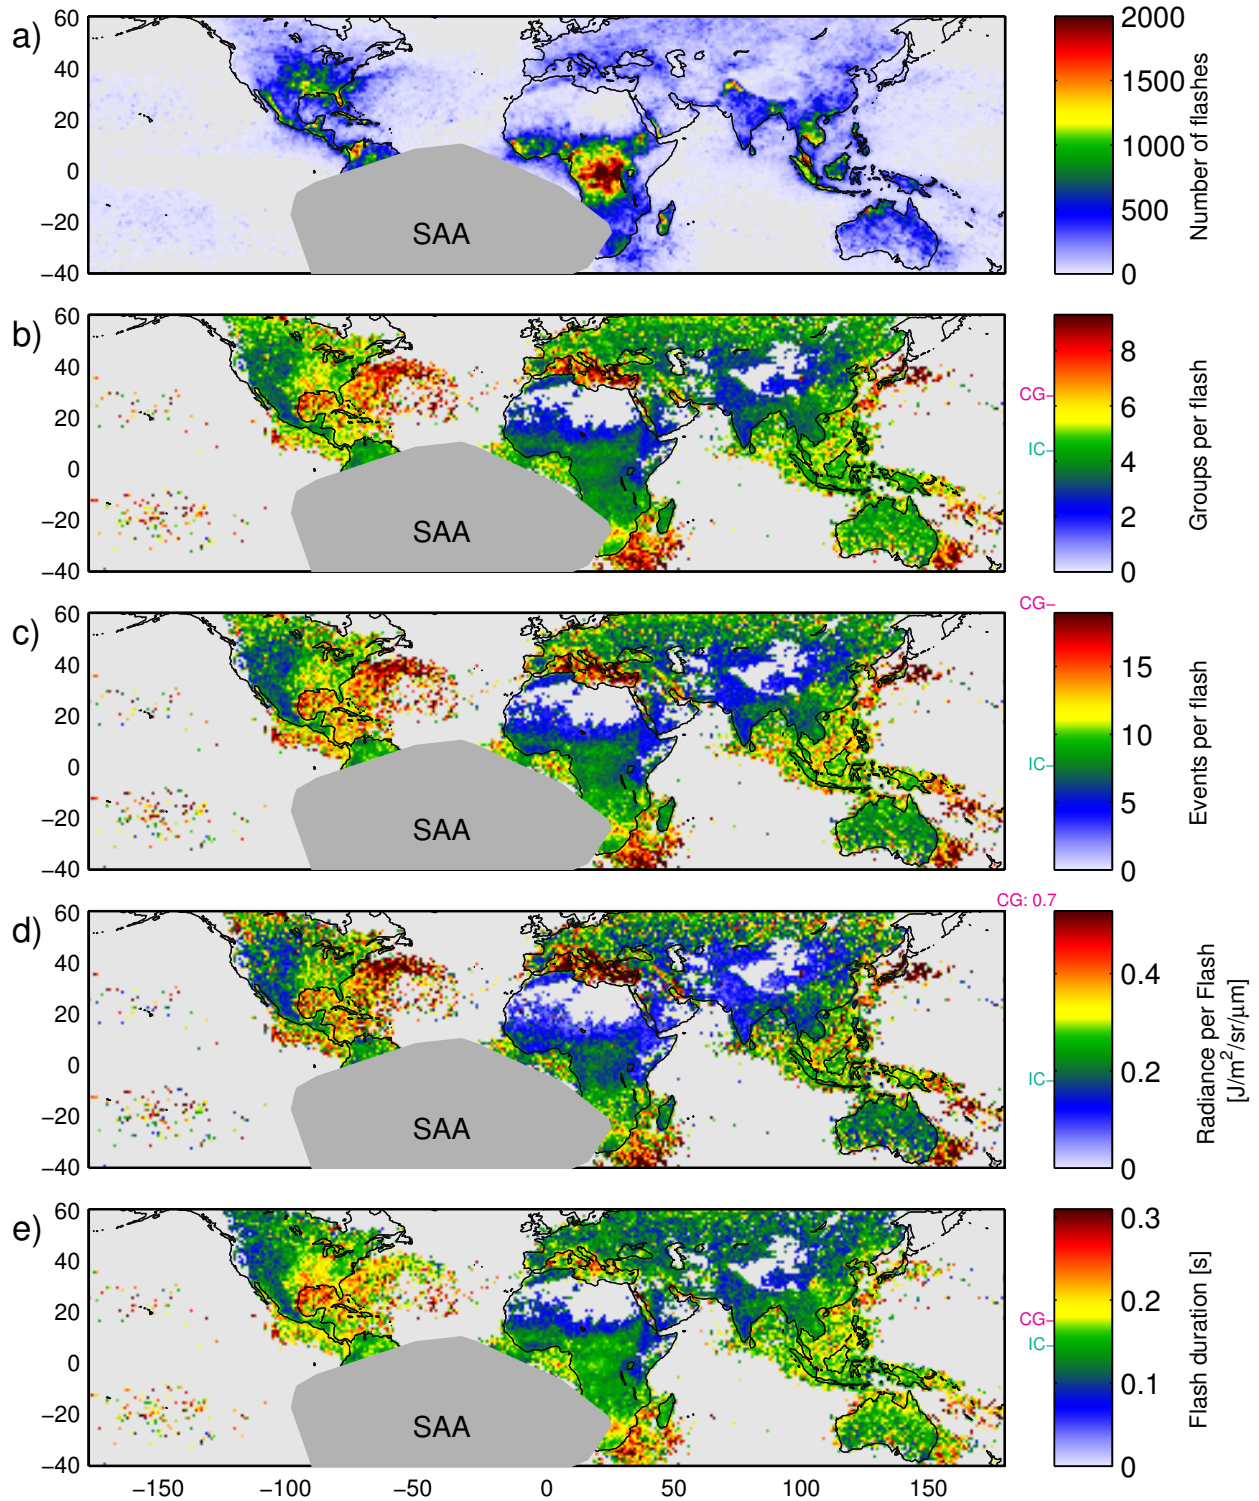 a)
60
40
20
0
−20
−40
SAA
2000
1500
1000
500
0
Number of flashes
b)
60
40
20
0
−20
−40
SAA
CG
IC
8
6
4
2
0
Groups per flash
c)
60
40
20
0
−20
−40
SAA
CG
IC
15
10
5
0
Events per flash
d)
60
40
20
0
−20
−40
SAA
CG: 0.7
IC
0.4
0.2
0
Radiance per Flash
[J/m²/sr/μm]
e)
60
40
20
0
−20
−40
SAA
CG
IC
0.3
0.2
0.1
0
Flash duration [s]
−150
−100
−50
0
50
100
150